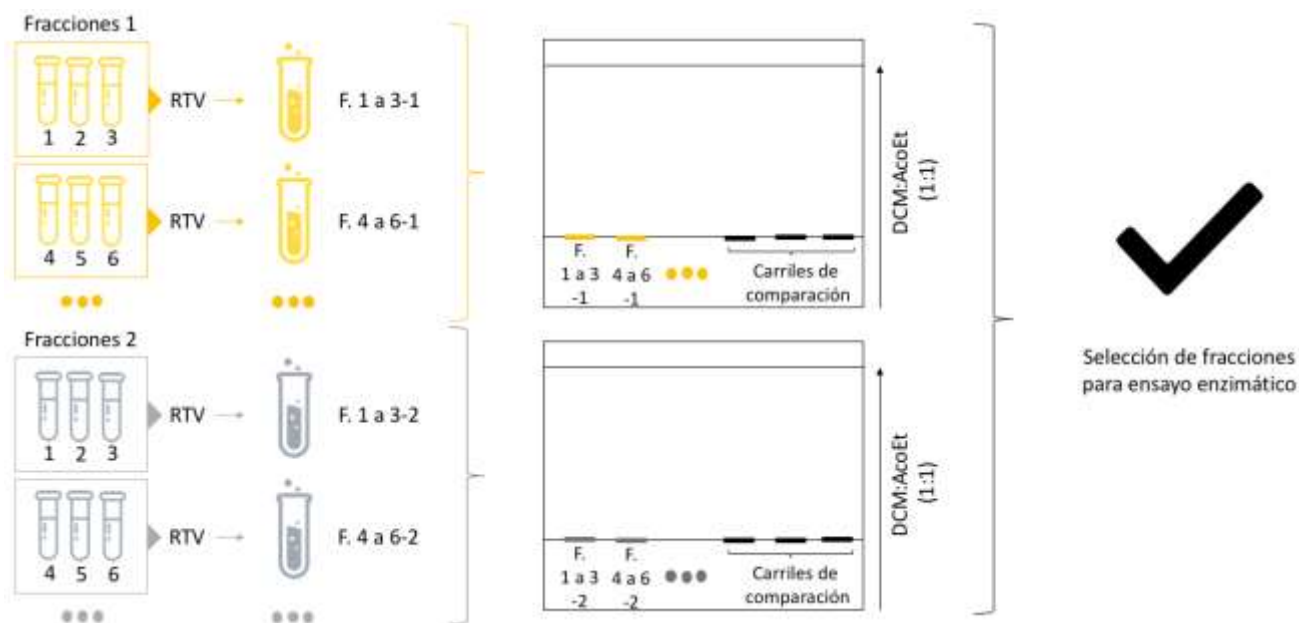 Fracciones 1
1 2 3
RTV
F. 1 a 3-1
4 5 6
RTV
F. 4 a 6-1
Fracciones 2
1 2 3
RTV
F. 1 a 3-2
4 5 6
RTV
F. 4 a 6-2
F.
1 a 3
-1
F.
4 a 6
-1
Carriles de
comparación
DCM:AcoEt
(1:1)
F.
1 a 3
-2
F.
4 a 6
-2
Carriles de
comparación
DCM:AcoEt
(1:1)
Selección de fracciones
para ensayo enzimático